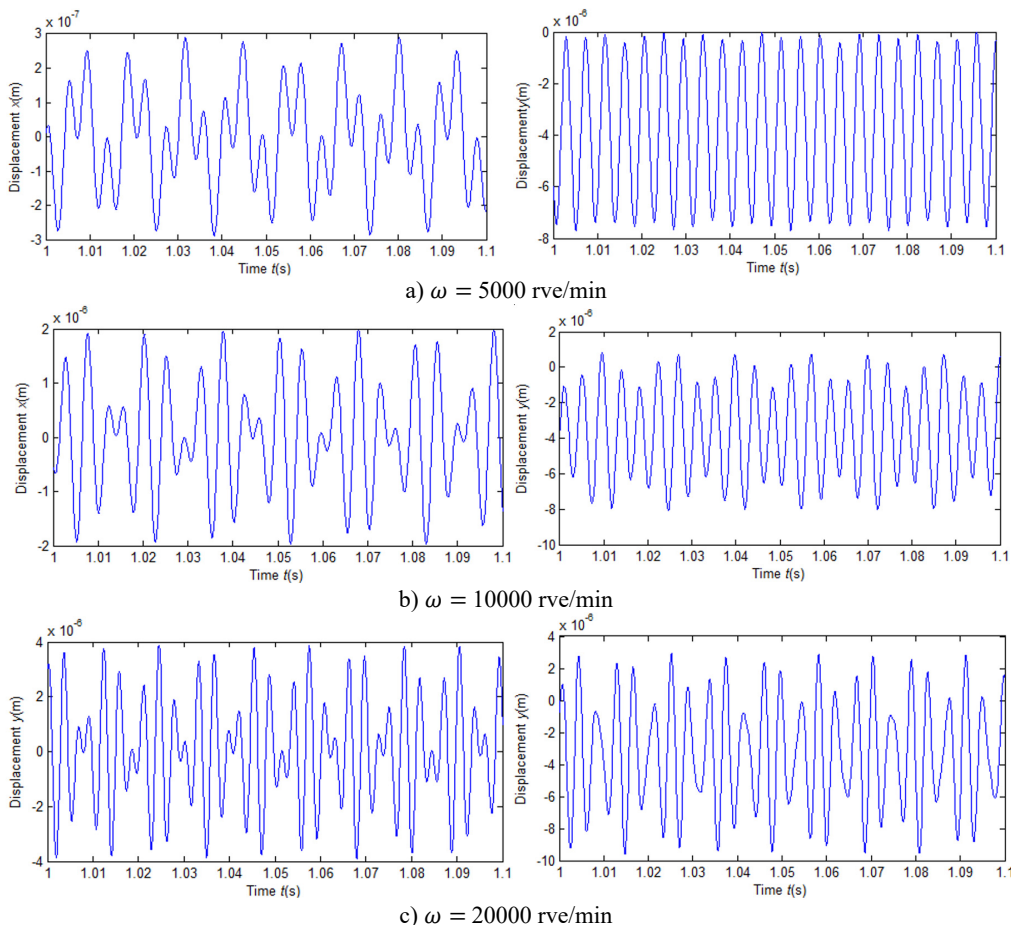 x 10⁻⁷
Displacement x(m)
3
2
1
0
-1
-2
-3
1 1.01 1.02 1.03 1.04 1.05 1.06 1.07 1.08 1.09 1.1
Time t(s)
x 10⁻⁶
Displacementy(m)
0
-2
-4
-6
-8
1 1.01 1.02 1.03 1.04 1.05 1.06 1.07 1.08 1.09 1.1
Time t(s)
a) ω = 5000 rve/min
x 10⁻⁶
Displacement x(m)
2
1
0
-1
-2
1 1.01 1.02 1.03 1.04 1.05 1.06 1.07 1.08 1.09 1.1
Time t(s)
x 10⁻⁶
Displacement y(m)
2
0
-2
-4
-6
-8
-10
1 1.01 1.02 1.03 1.04 1.05 1.06 1.07 1.08 1.09 1.1
Time t(s)
b) ω = 10000 rve/min
x 10⁻⁶
Displacement y(m)
4
2
0
-2
-4
1 1.01 1.02 1.03 1.04 1.05 1.06 1.07 1.08 1.09 1.1
Time t(s)
x 10⁻⁶
Displacement y(m)
4
2
0
-2
-4
-6
-8
-10
1 1.01 1.02 1.03 1.04 1.05 1.06 1.07 1.08 1.09 1.1
Time t(s)
c) ω = 20000 rve/min